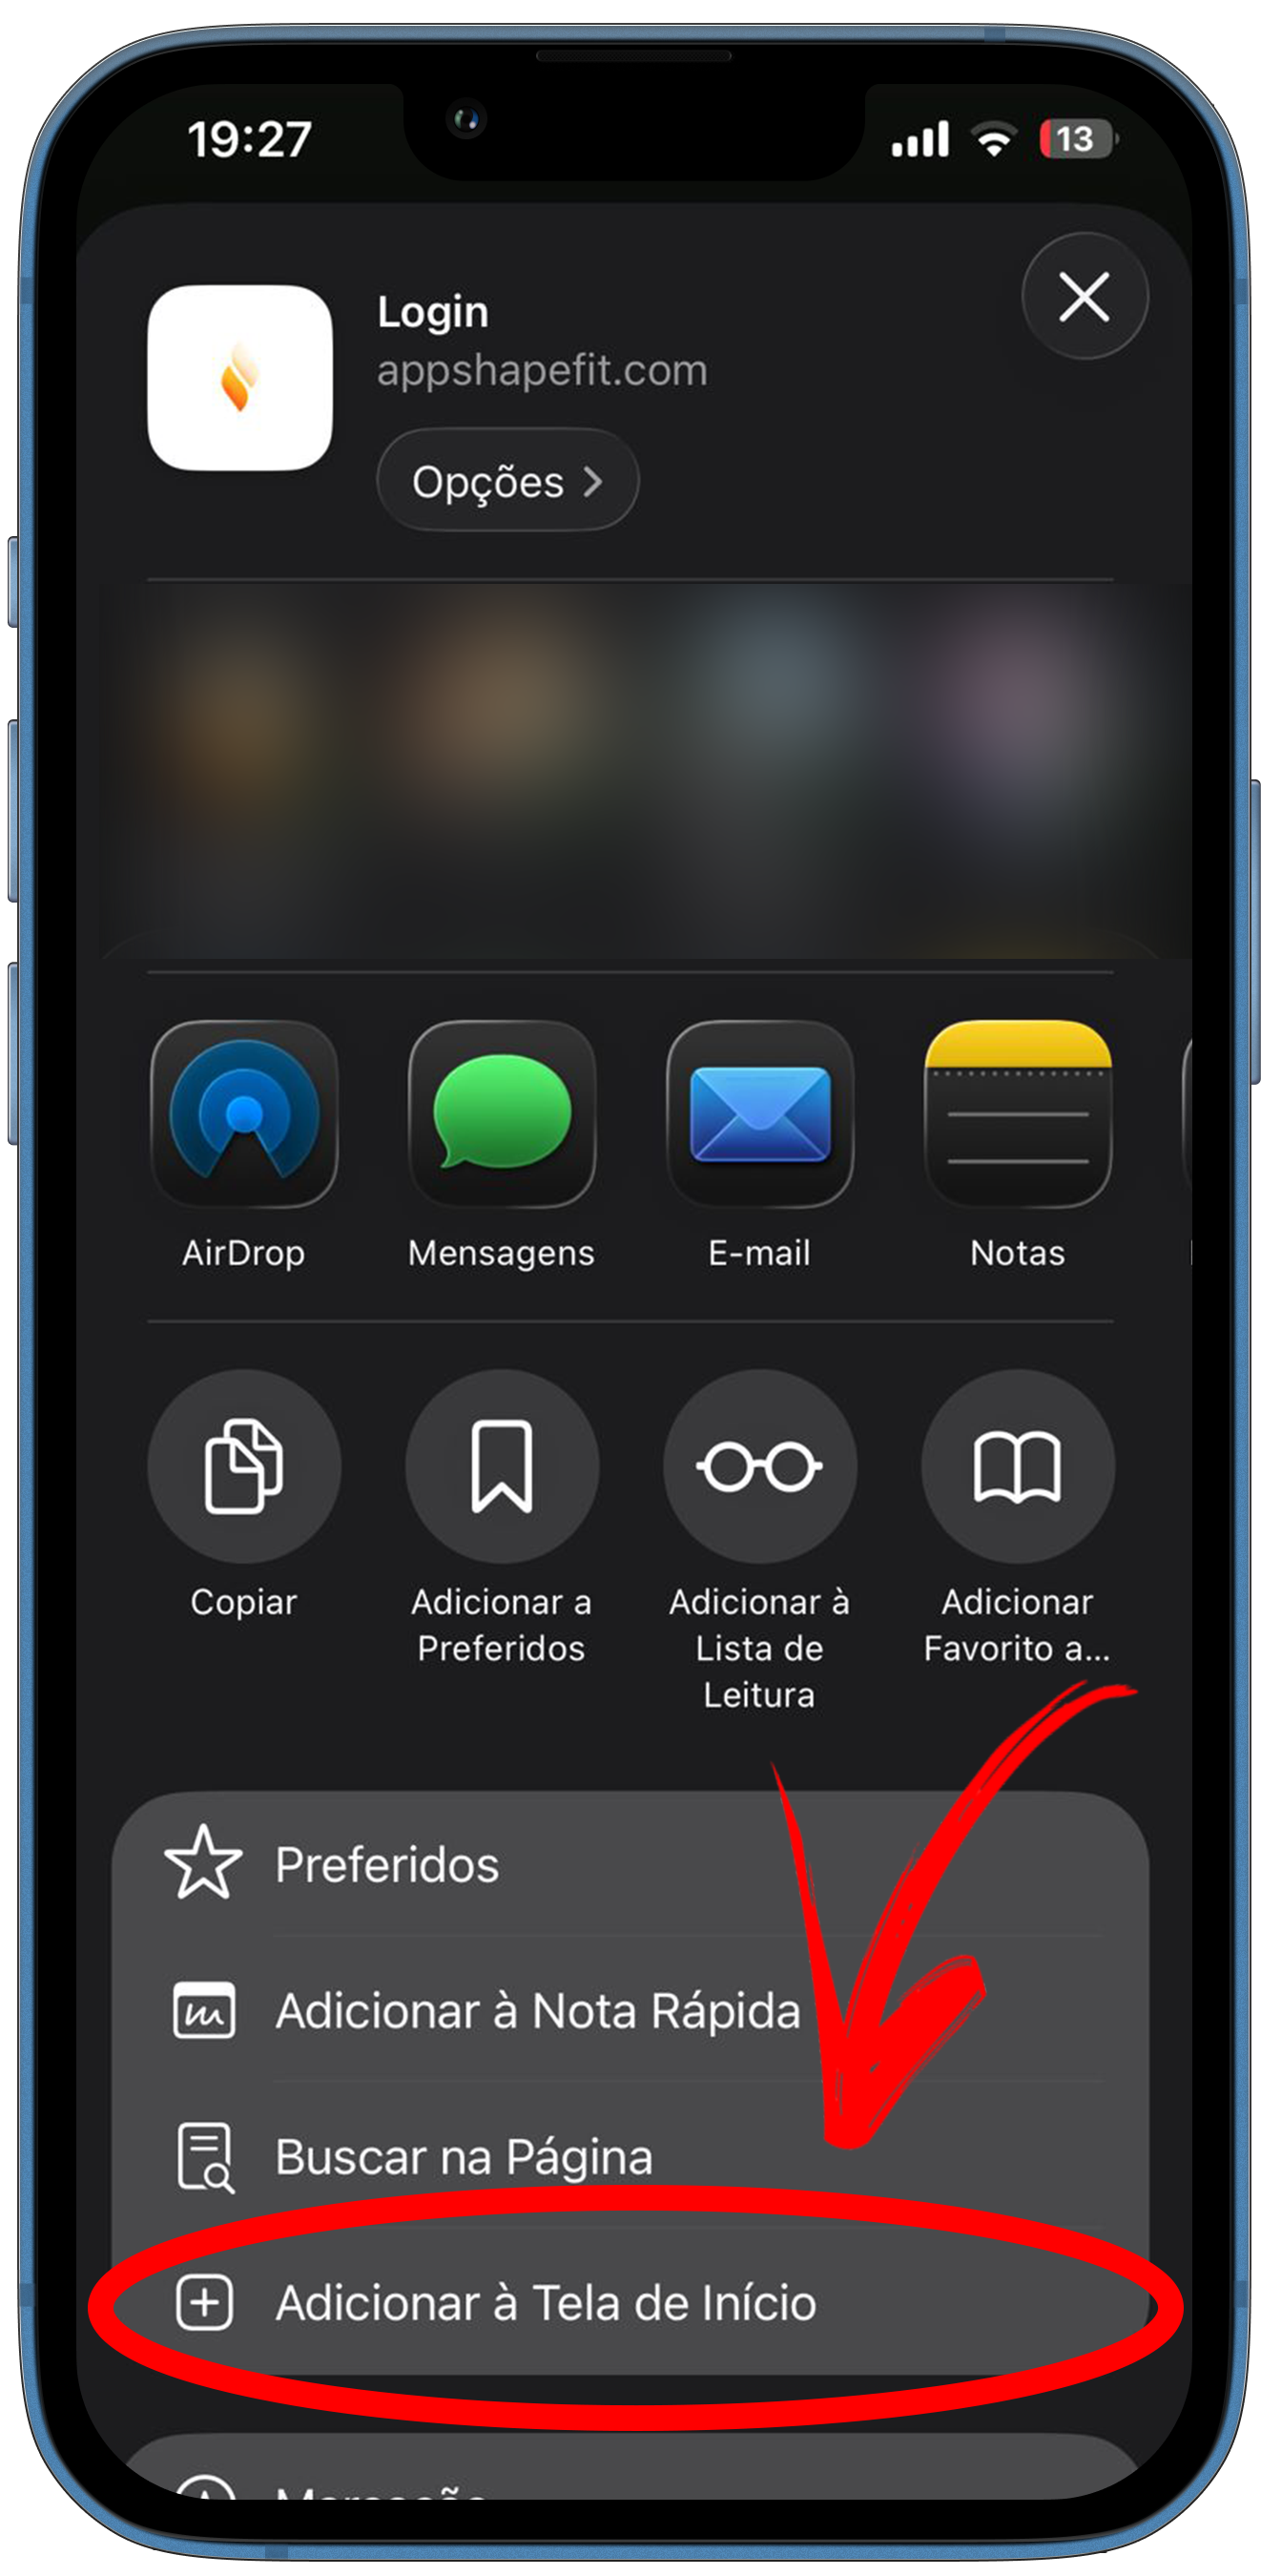 19:27
13
Login
appshapefit.com
Opções
AirDrop
Mensagens
E-mail
Notas
Copiar
Adicionar a
Preferidos
Adicionar à
Lista de
Leitura
Adicionar
Favorito a...
Preferidos
Adicionar à Nota Rápida
Buscar na Página
Adicionar à Tela de Início